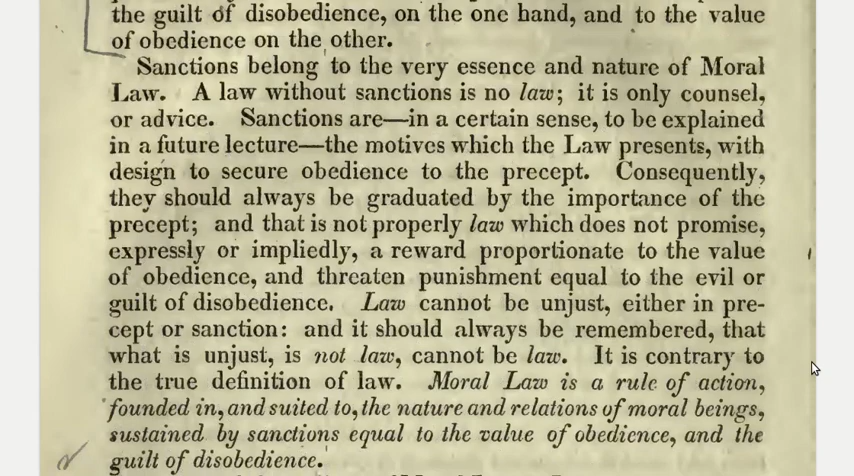 the guilt of disobedience, on the one hand, and to the value
of obedience on the other.
Sanctions belong to the very essence and nature of Moral
Law. A law without sanctions is no law; it is only counsel,
or advice. Sanctions are—in a certain sense, to be explained
in a future lecture—the motives which the Law presents, with
design to secure obedience to the precept. Consequently,
they should always be graduated by the importance of the
precept; and that is not properly law which does not promise,
expressly or impliedly, a reward proportionate to the value
of obedience, and threaten punishment equal to the evil or
guilt of disobedience. Law cannot be unjust, either in pre-
cept or sanction: and it should always be remembered, that
what is unjust, is not law, cannot be law. It is contrary to
the true definition of law. Moral Law is a rule of action,
founded in, and suited to, the nature and relations of moral beings,
sustained by sanctions equal to the value of obedience, and the
guilt of disobedience.